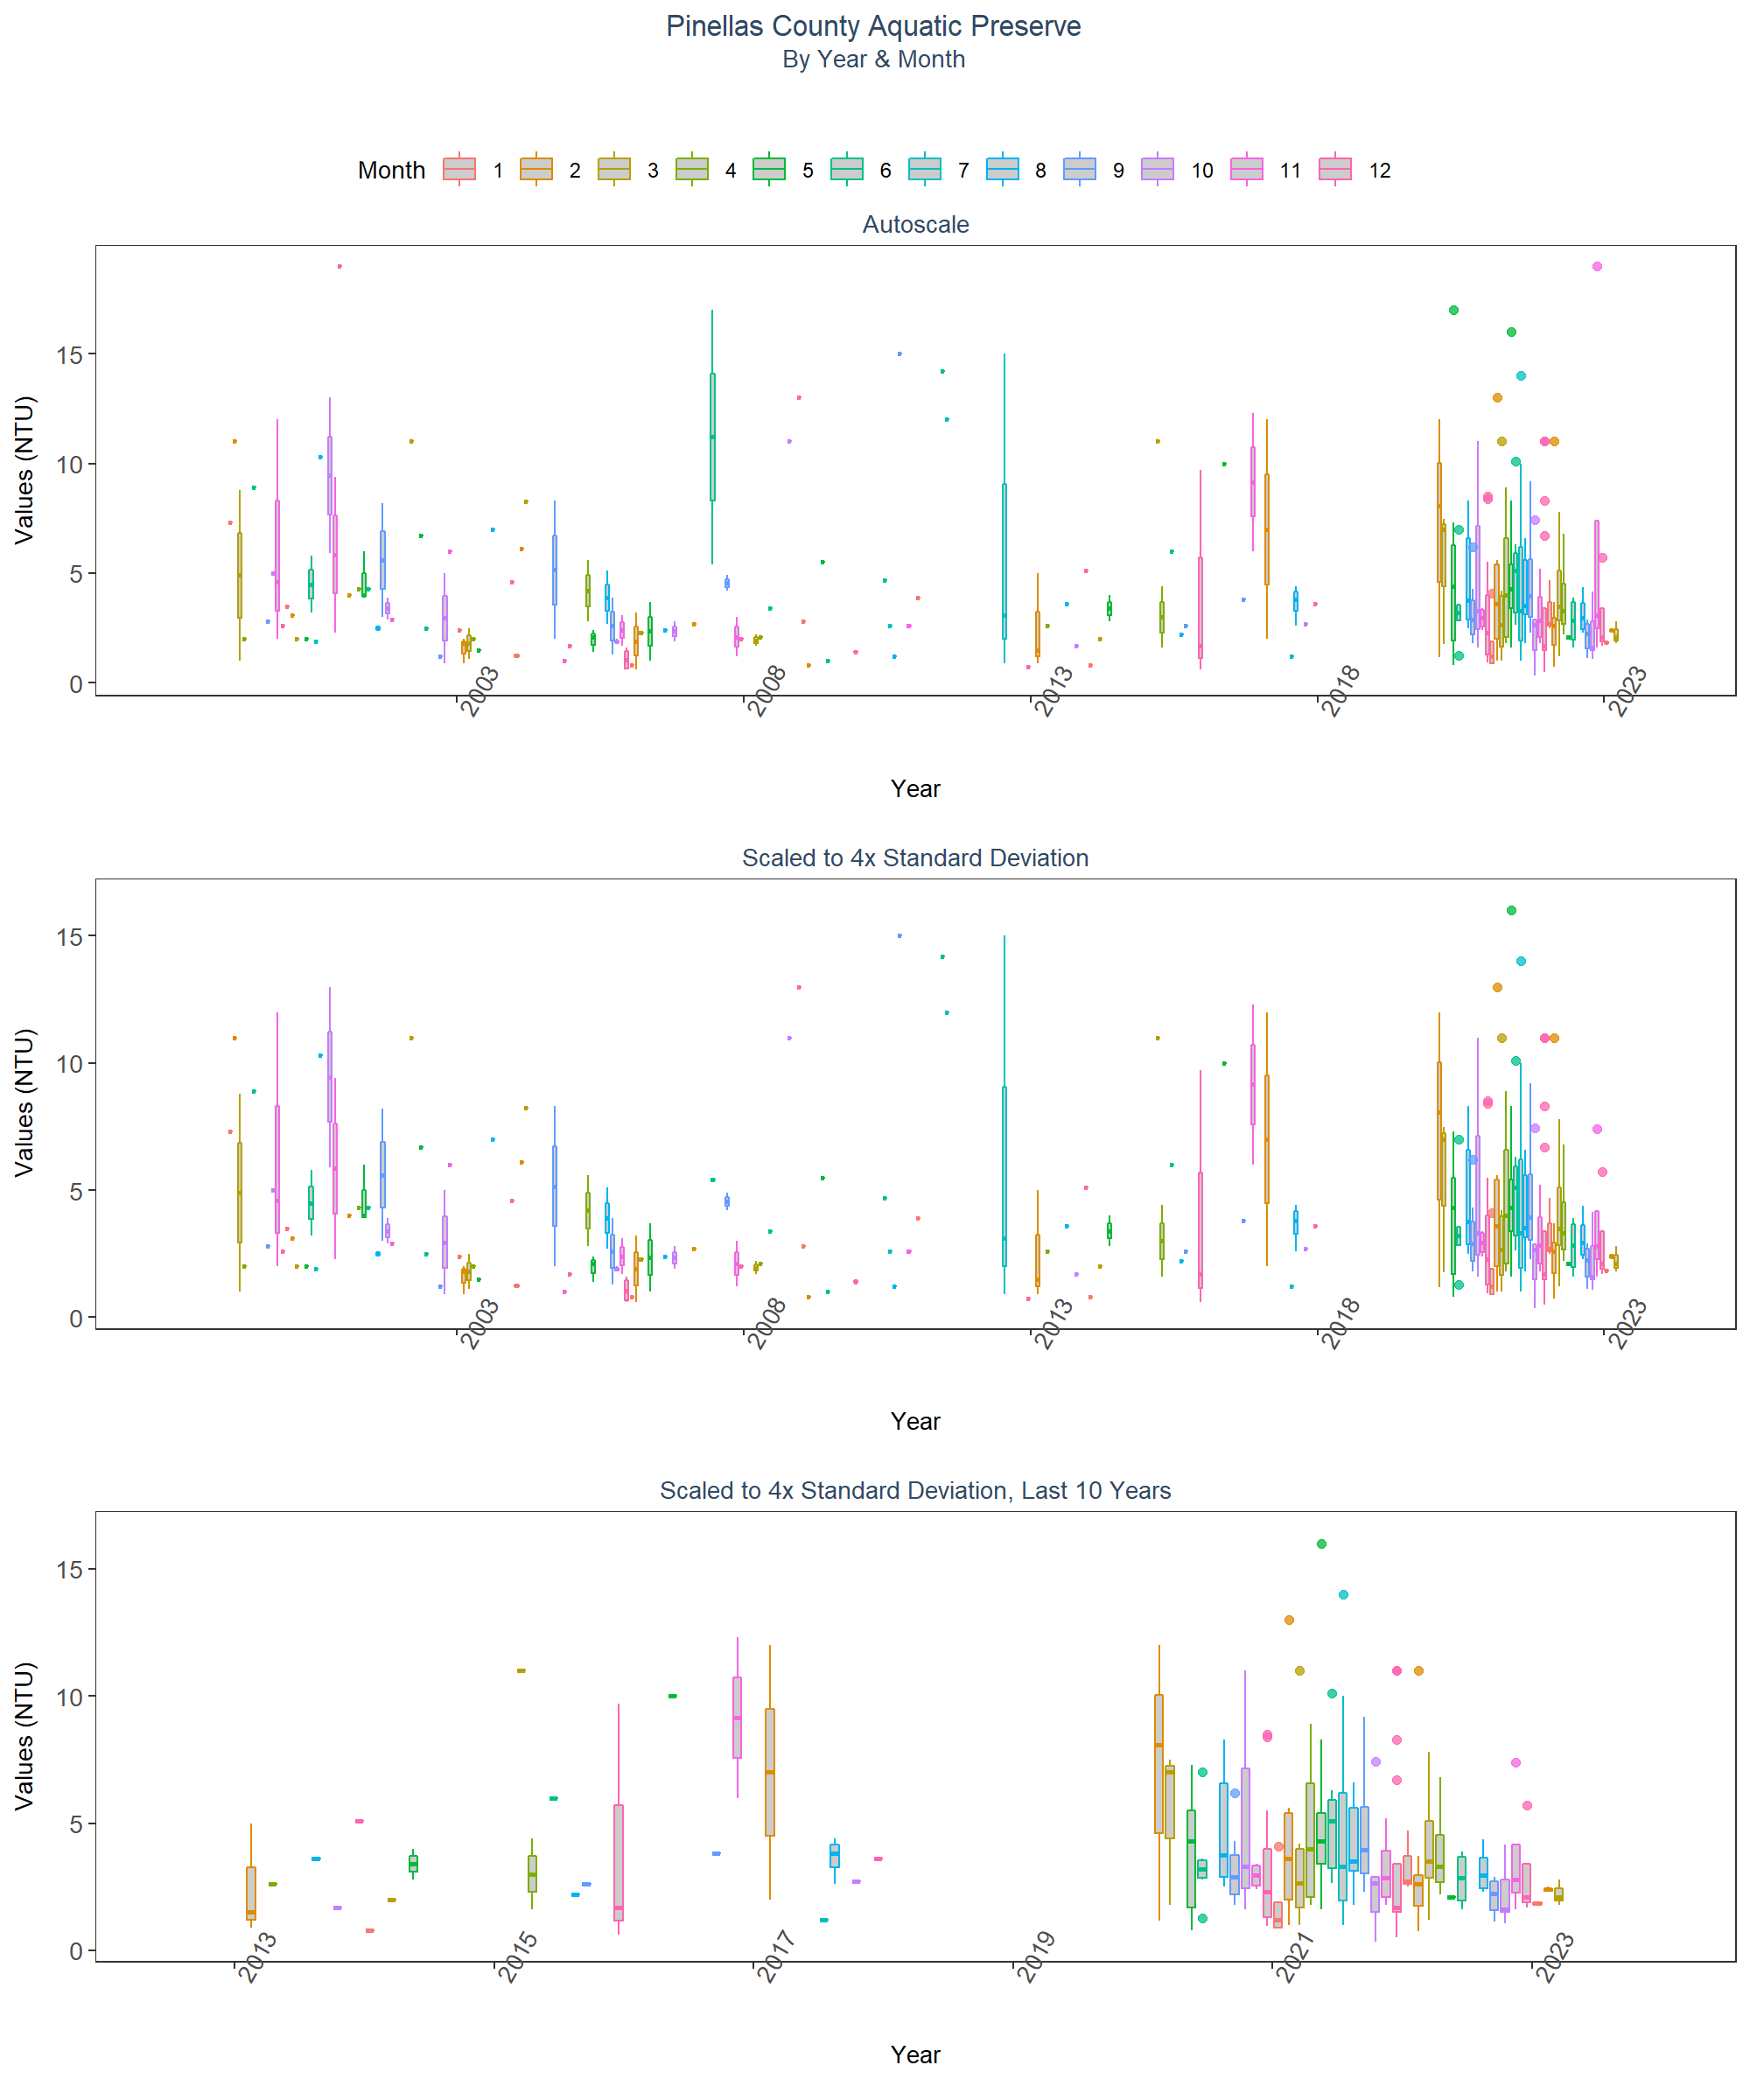 Pinellas County Aquatic Preserve
By Year & Month
Month 1 2 3 4 5 6 7 8 9 10 11 12
Autoscale
Values (NTU)
15
10
5
0
2003 2008 2013 2018 2023
Year
Scaled to 4x Standard Deviation
Values (NTU)
15
10
5
0
2003 2008 2013 2018 2023
Year
Scaled to 4x Standard Deviation, Last 10 Years
Values (NTU)
15
10
5
0
2013 2015 2017 2019 2021 2023
Year